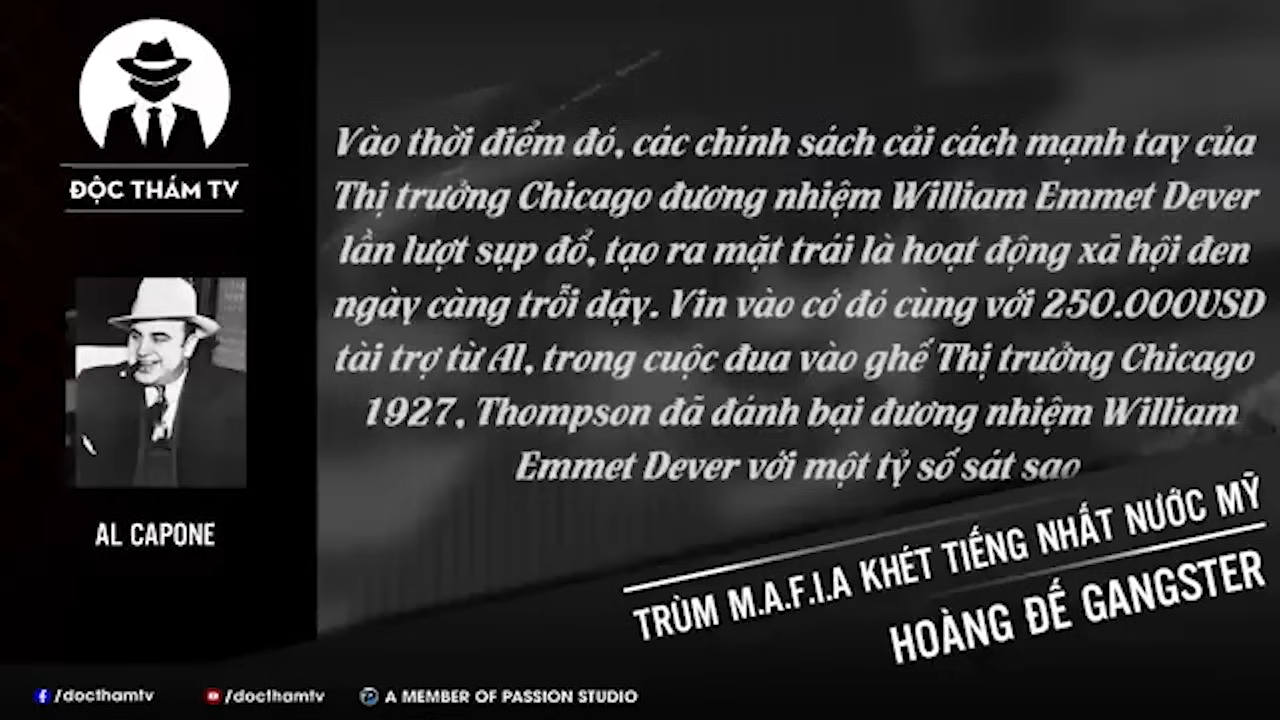 ĐỘC THÁM TV
AL CAPONE
Vào thời điểm đó, các chính sách cải cách mạnh tay của
Thị trưởng Chicago đương nhiệm William Emmet Dever
lần lượt sụp đổ, tạo ra mặt trái là hoạt động xã hội đen
ngày càng trỗi dậy. Vin vào cớ đó cùng với 250.000USD
tài trợ từ Al, trong cuộc đua vào ghế Thị trưởng Chicago
1927, Thompson đã đánh bại đương nhiệm William
Emmet Dever với một tỷ số sát sao
TRÙM M.A.F.I.A KHÉT TIẾNG NHẤT NƯỚC MỸ
HOÀNG ĐẾ GANGSTER
/docthamtv
/docthamtv
A MEMBER OF PASSION STUDIO